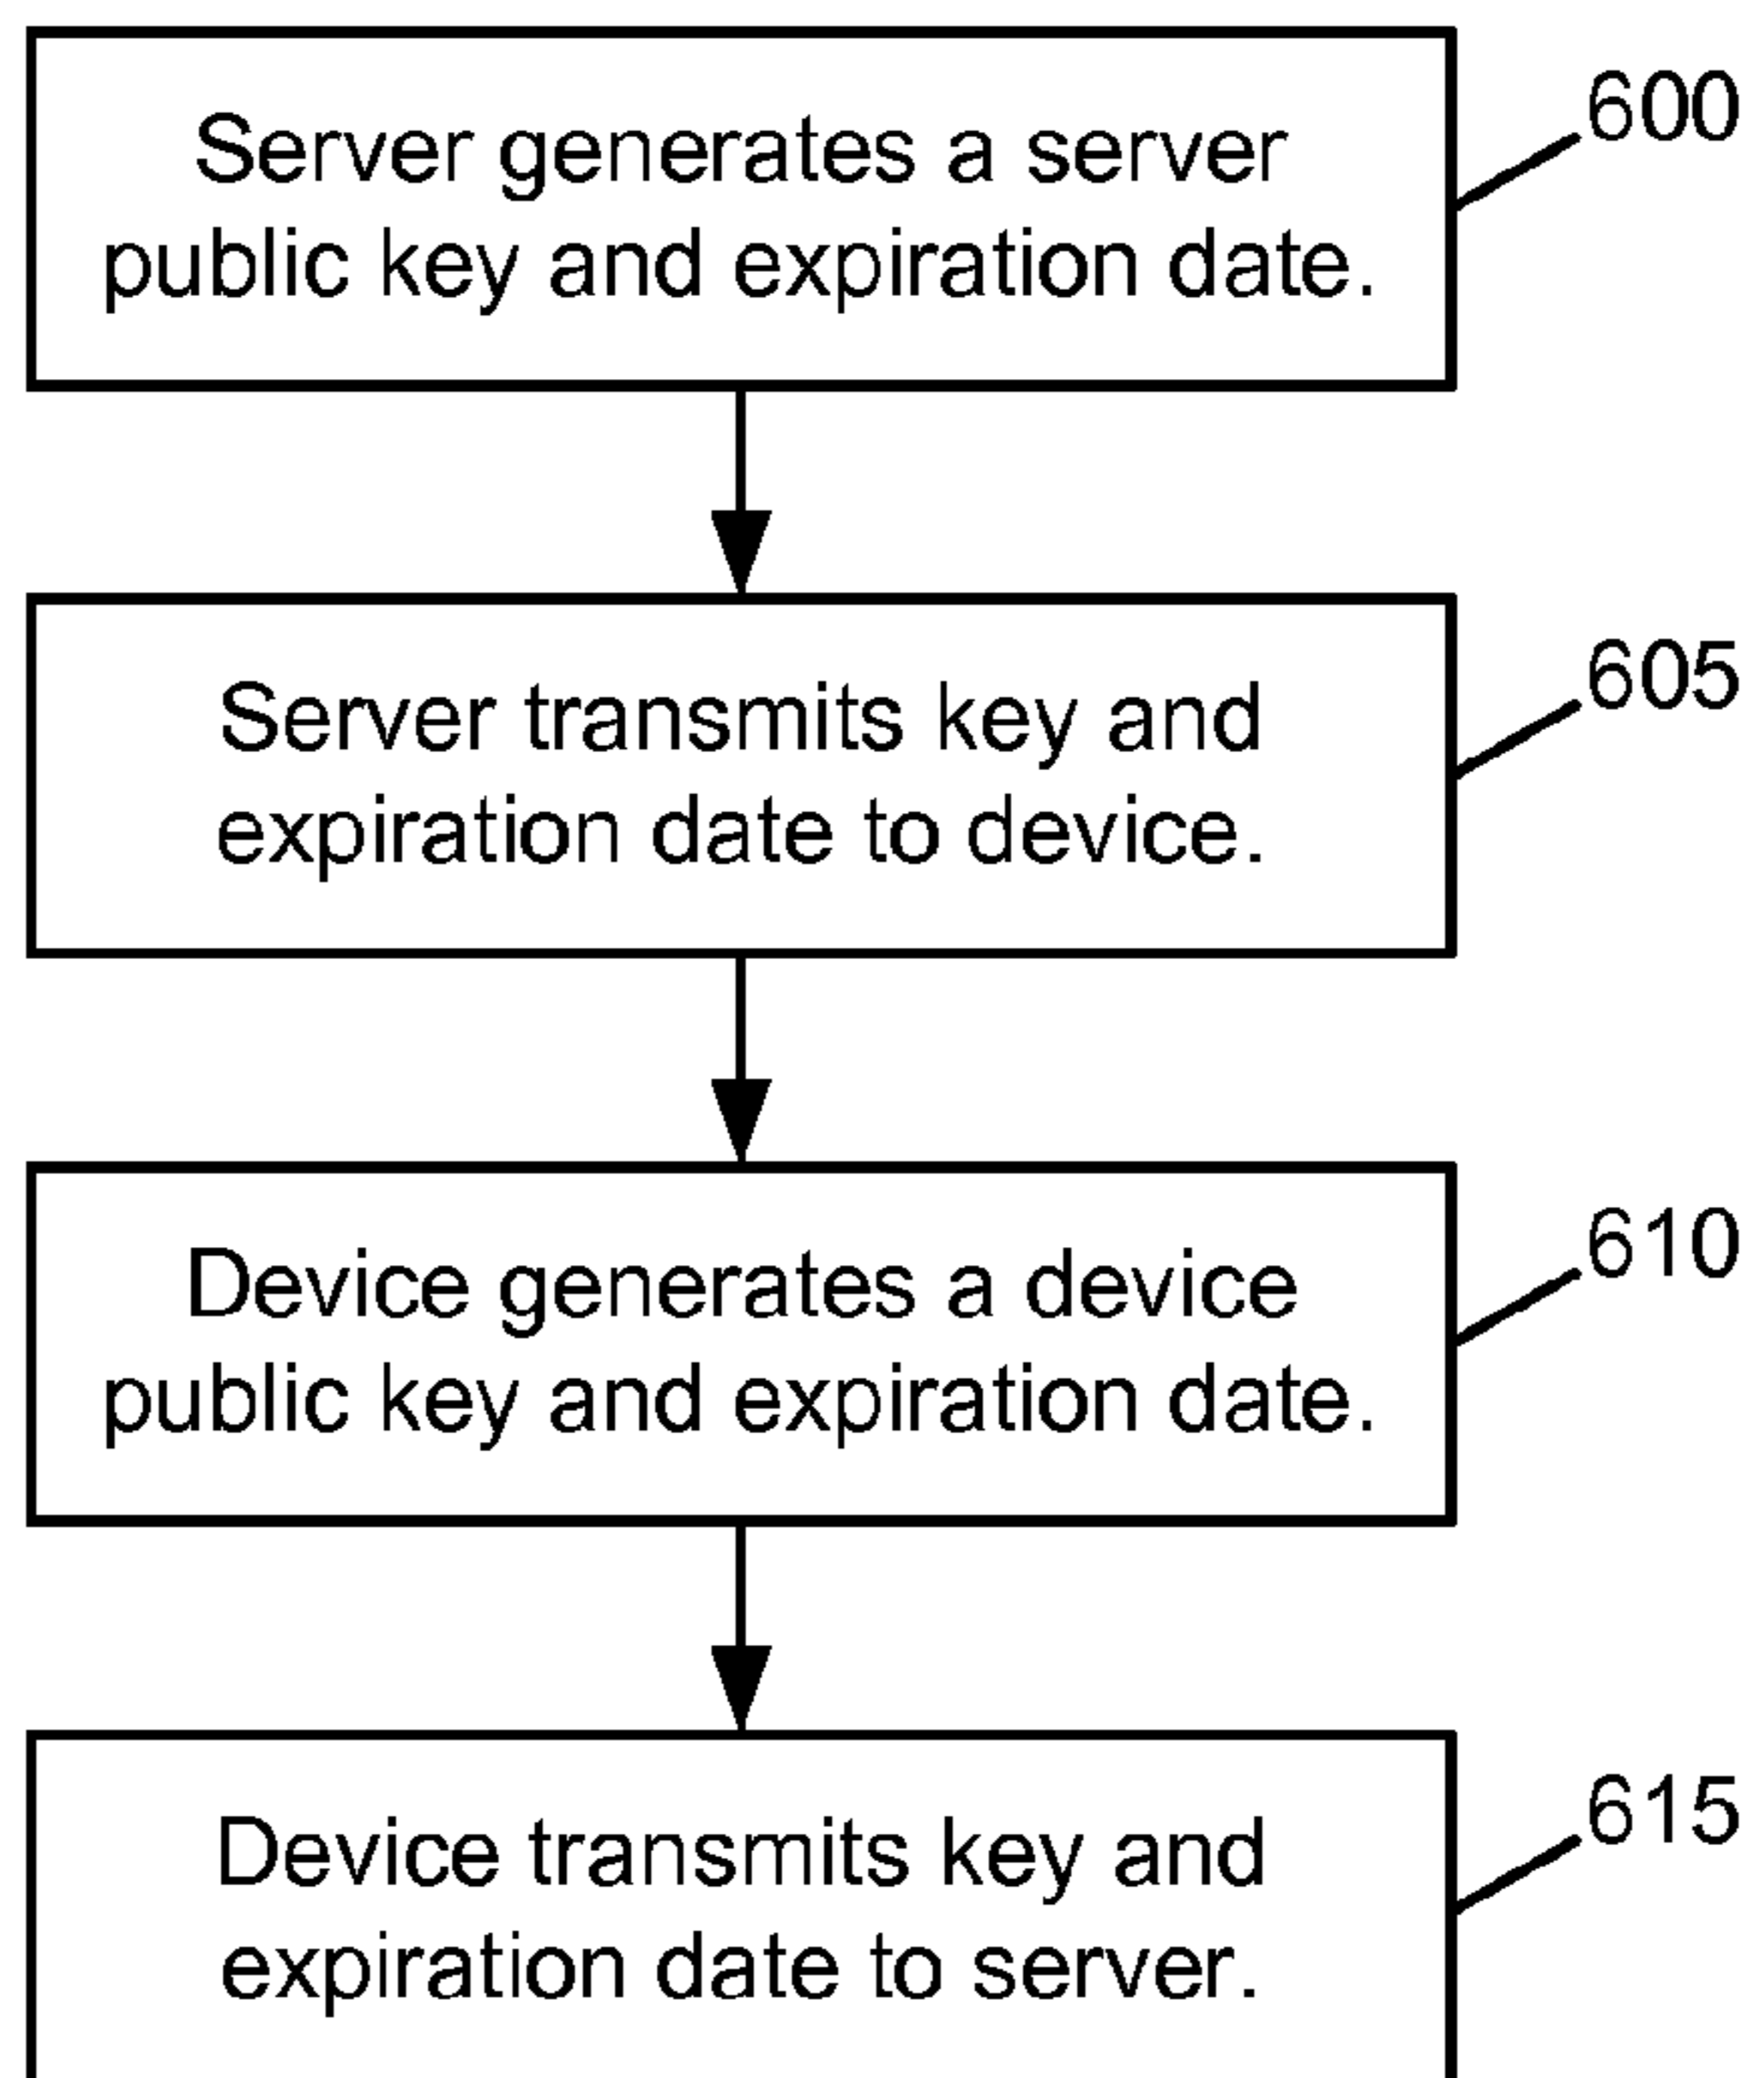 600
Server generates a server
public key and expiration date.
605
Server transmits key and
expiration date to device.
610
Device generates a device
public key and expiration date.
615
Device transmits key and
expiration date to server.